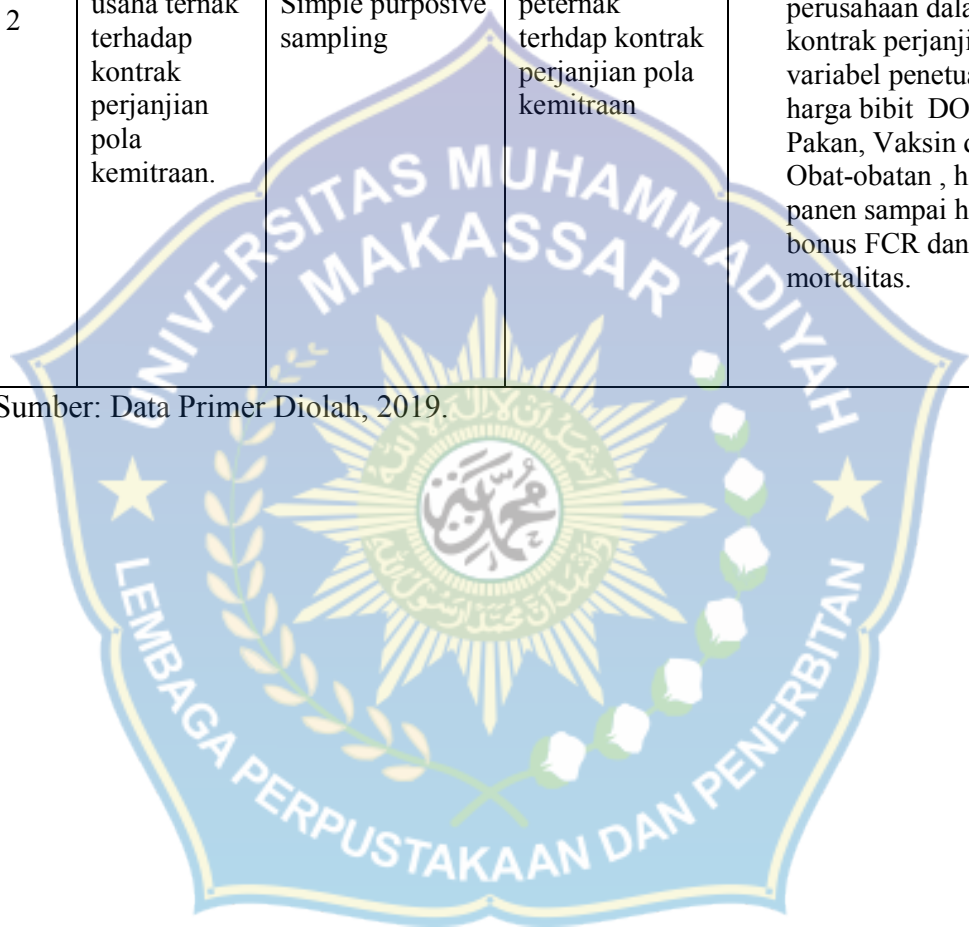 2
usaha ternak
terhadap
kontrak
perjanjian
pola
kemitraan.
Simple purposive
sampling
peternak
terhdap kontrak
perjanjian pola
kemitraan
perusahaan dala
kontrak perjanji
variabel penetua
harga bibit DO
Pakan, Vaksin
Obat-obatan , h
panen sampai h
bonus FCR dan
mortalitas.
Sumber: Data Primer Diolah, 2019.
UNIVERSITAS MUHAMMADIYAH
MAKASSAR
LEMBAGA PERPUSTAKAAN DAN PENERBITAN